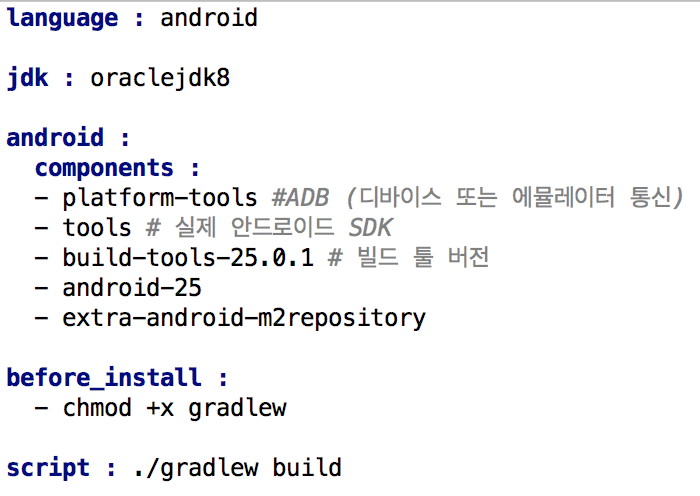 language : android
jdk : oraclejdk8
android :
components :
- platform-tools #ADB (디바이스 또는 에뮬레이터 통신)
- tools # 실제 안드로이드 SDK
- build-tools-25.0.1 # 빌드 툴 버전
- android-25
- extra-android-m2repository
before_install :
- chmod +x gradlew
script : ./gradlew build